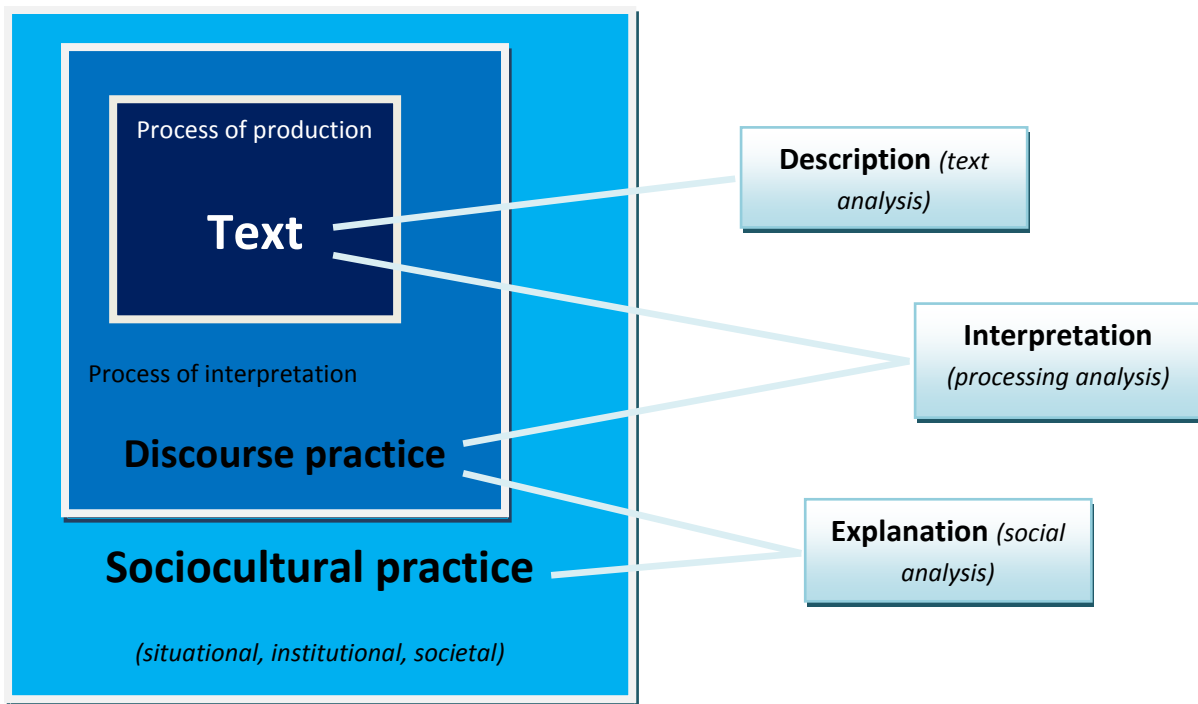 Process of production
Text
Process of interpretation
Discourse practice
Sociocultural practice
(situational, institutional, societal)
Description (text
analysis)
Interpretation
(processing analysis)
Explanation (social
analysis)